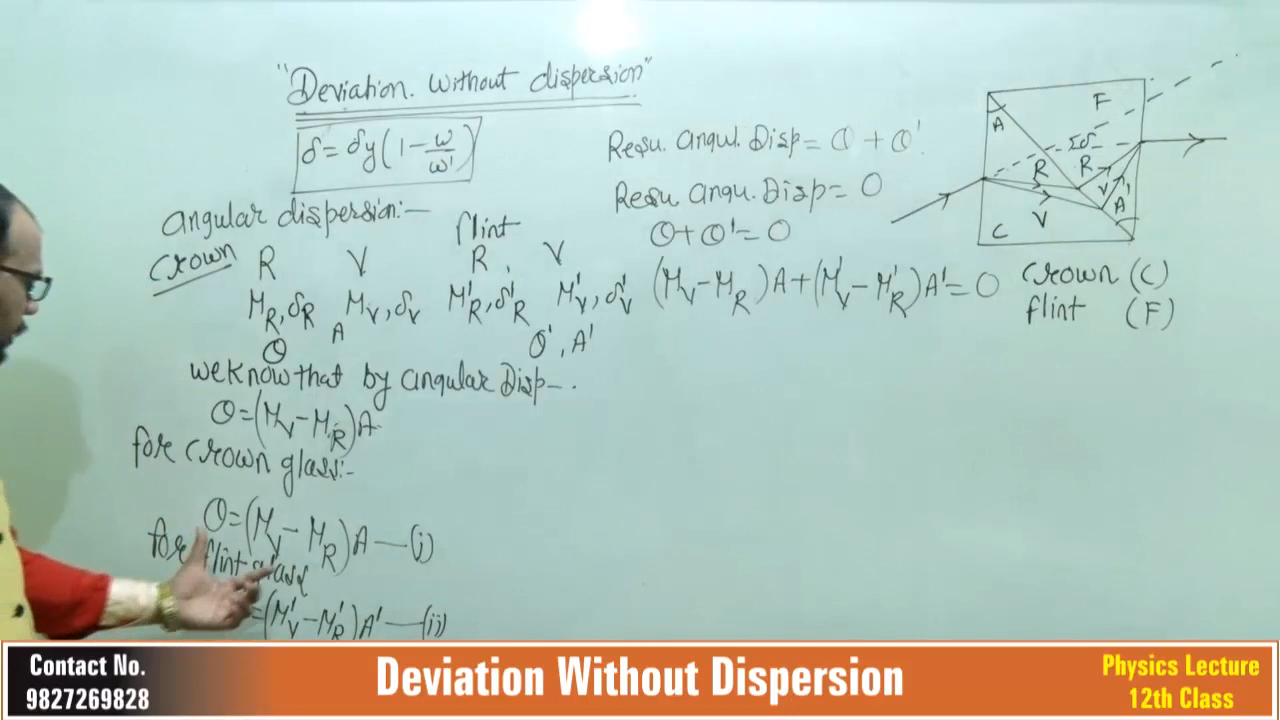 "Deviation. Without dispersion"
δ = δy(1 - ω/ω')
Angular dispersion:-
Crown R V flint R, V
μR, δR μV, δV μ'R, δ'R μ'V, δ'V
θ A θ', A'
we know that by angular Disp-.
θ = (μV - μR)A
for crown glass:-
θ = (μV - μR)A — (i)
for flint glass
= (μ'V - μ'R)A' — (ii)
Resu. Angul. Disp = θ + θ'
Resu Angu. Disp = 0
θ + θ' = 0
(μV - μR)A + (μ'V - μ'R)A' = 0
A F
R R
V V A'
C
Crown (C)
flint (F)
Contact No.
9827269828
Deviation Without Dispersion
Physics Lecture
12th Class